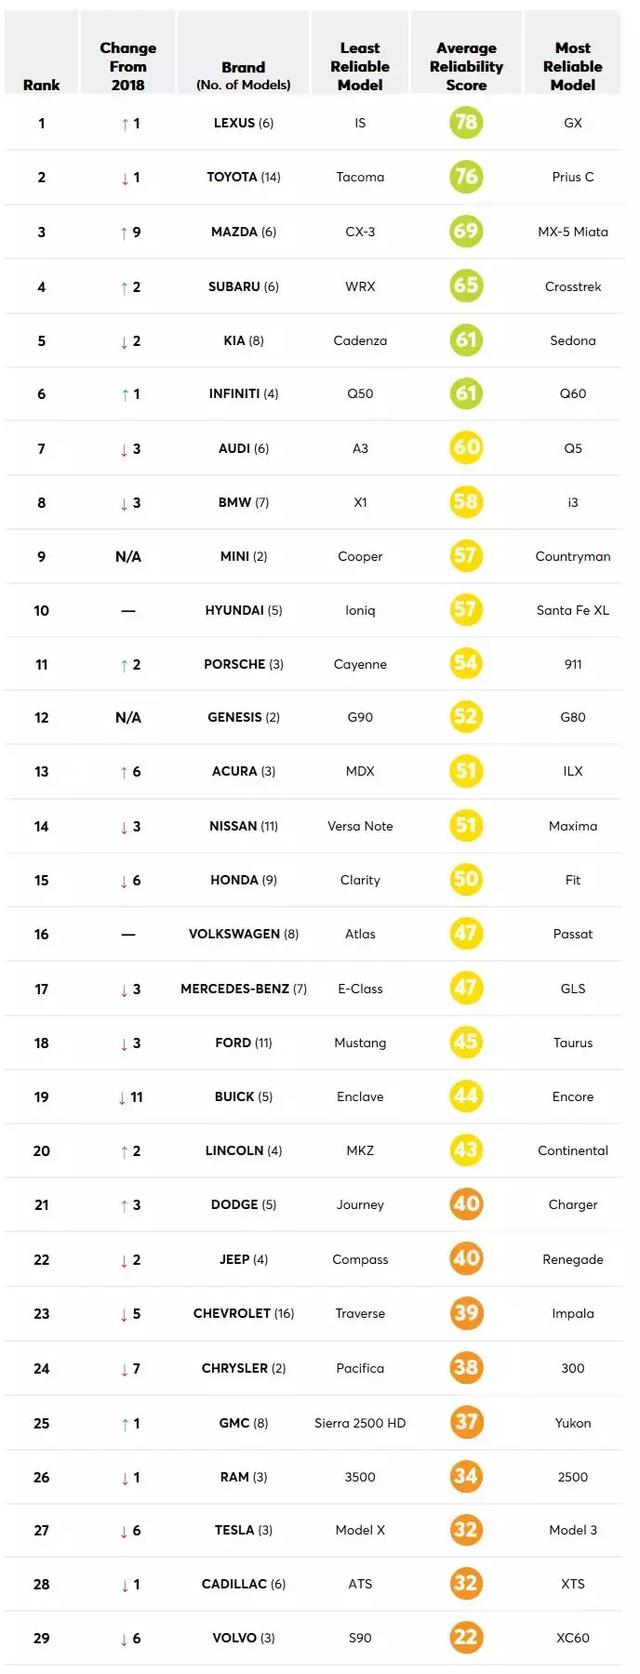 Rank Change From 2018 Brand (No. of Models) Least Reliable Model Average Reliability Score Most Reliable Model
1 ↑ 1 LEXUS (6) IS 78 GX
2 ↓ 1 TOYOTA (14) Tacoma 76 Prius C
3 ↑ 9 MAZDA (6) CX-3 69 MX-5 Miata
4 ↑ 2 SUBARU (6) WRX 65 Crosstrek
5 ↓ 2 KIA (8) Cadenza 61 Sedona
6 ↑ 1 INFINITI (4) Q50 61 Q60
7 ↓ 3 AUDI (6) A3 60 Q5
8 ↓ 3 BMW (7) X1 58 i3
9 N/A MINI (2) Cooper 57 Countryman
10 — HYUNDAI (5) Ioniq 57 Santa Fe XL
11 ↑ 2 PORSCHE (3) Cayenne 54 911
12 N/A GENESIS (2) G90 52 G80
13 ↑ 6 ACURA (3) MDX 51 ILX
14 ↓ 3 NISSAN (11) Versa Note 51 Maxima
15 ↓ 6 HONDA (9) Clarity 50 Fit
16 — VOLKSWAGEN (8) Atlas 47 Passat
17 ↓ 3 MERCEDES-BENZ (7) E-Class 47 GLS
18 ↓ 3 FORD (11) Mustang 45 Taurus
19 ↓ 11 BUICK (5) Enclave 44 Encore
20 ↑ 2 LINCOLN (4) MKZ 43 Continental
21 ↑ 3 DODGE (5) Journey 40 Charger
22 ↓ 2 JEEP (4) Compass 40 Renegade
23 ↓ 5 CHEVROLET (16) Traverse 39 Impala
24 ↓ 7 CHRYSLER (2) Pacifica 38 300
25 ↑ 1 GMC (8) Sierra 2500 HD 37 Yukon
26 ↓ 1 RAM (3) 3500 34 2500
27 ↓ 6 TESLA (3) Model X 32 Model 3
28 ↓ 1 CADILLAC (6) ATS 32 XTS
29 ↓ 6 VOLVO (3) S90 22 XC60